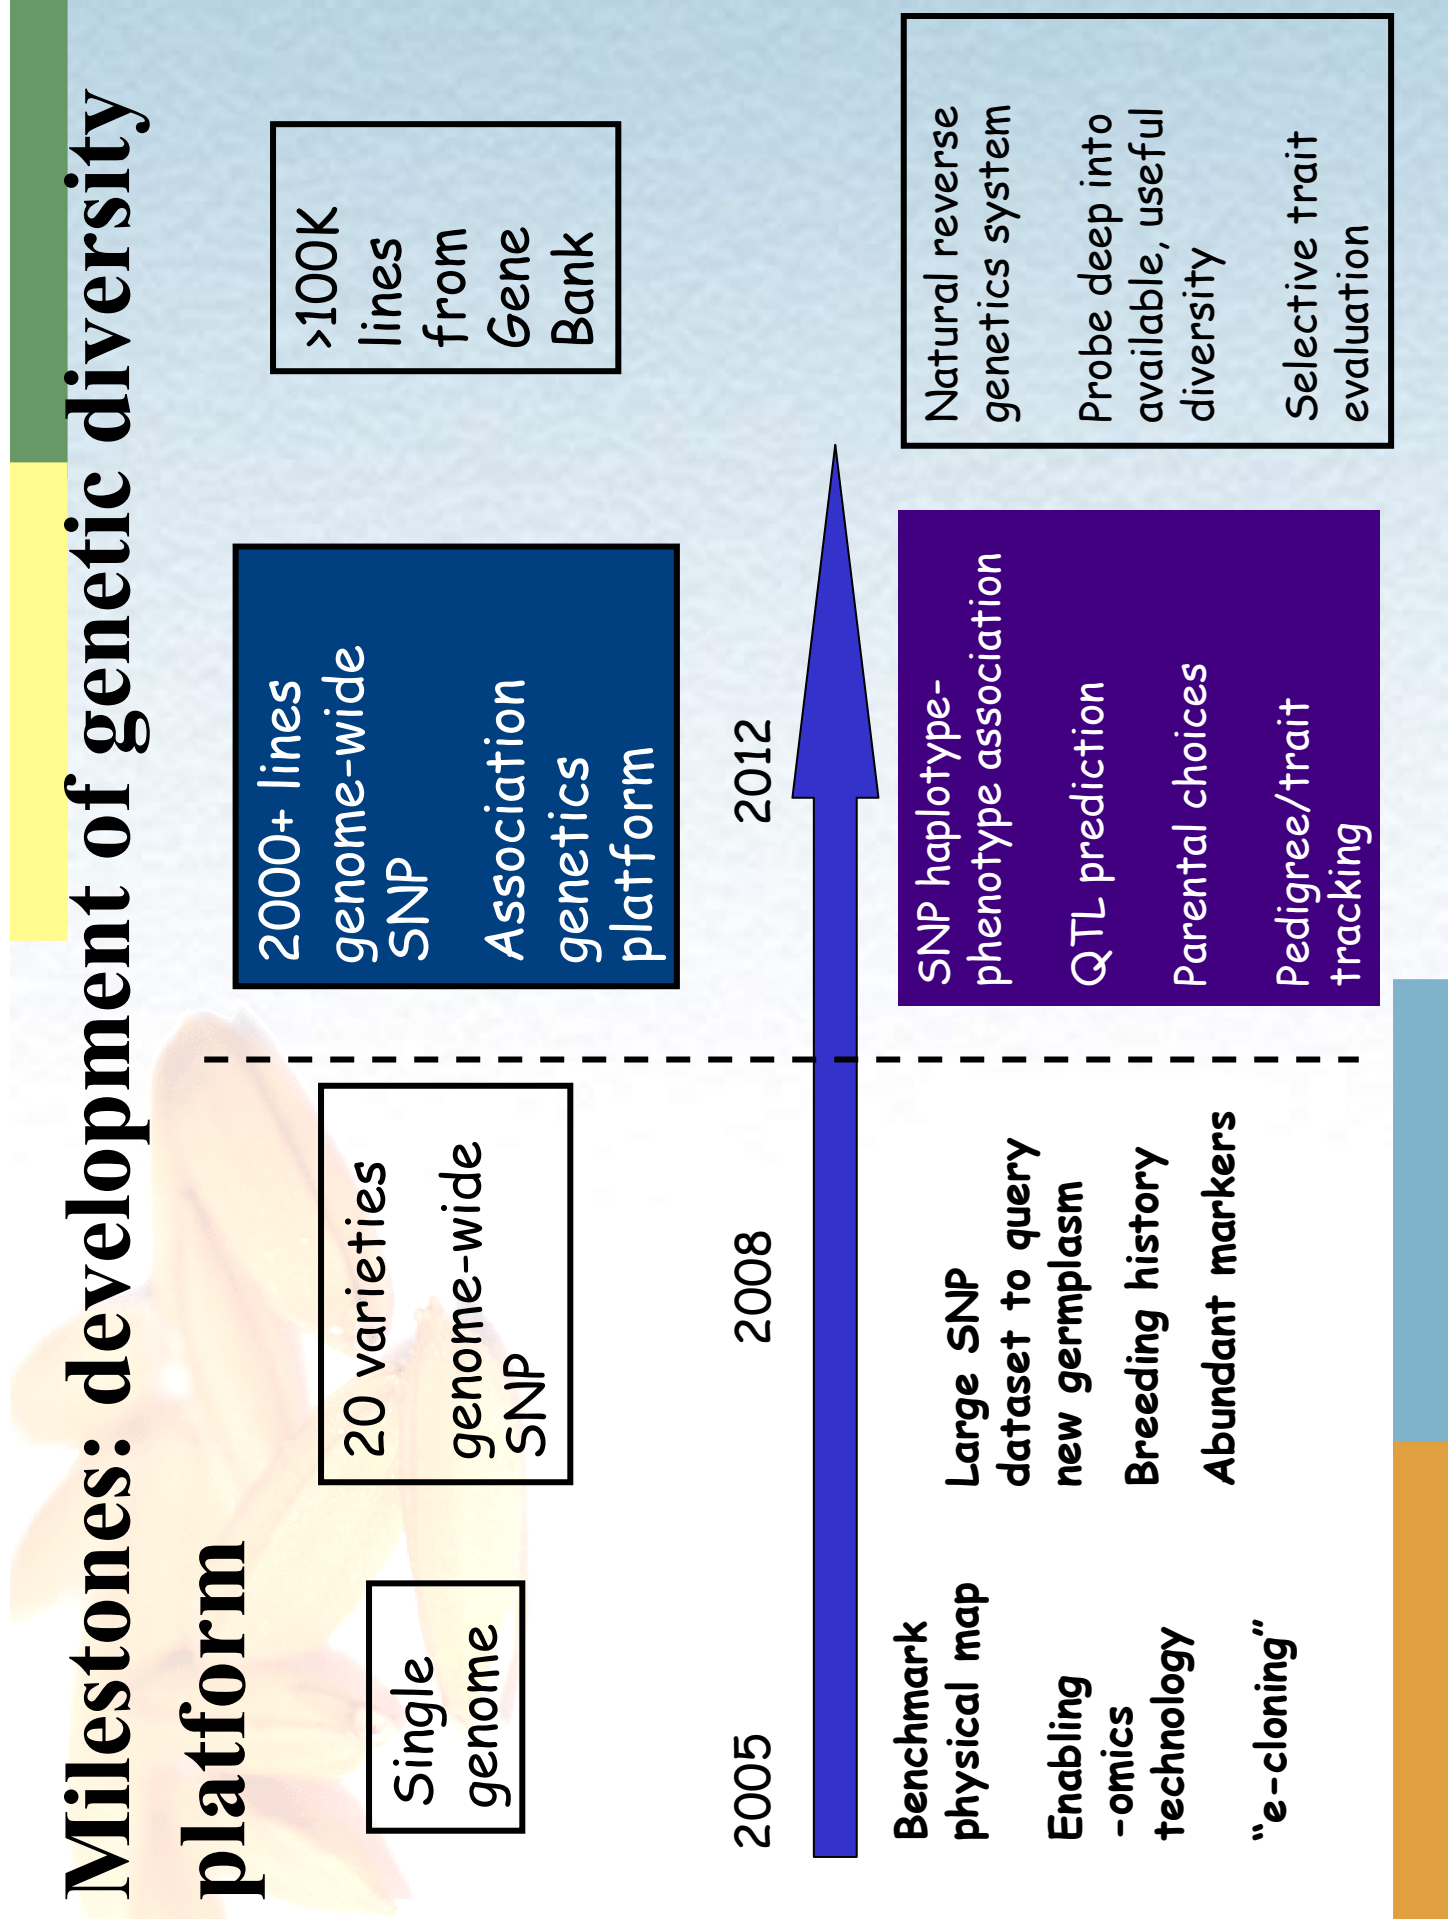 Milestones: development of genetic diversity
platform
Single
genome
20 varieties
genome-wide
SNP
2000+ lines
genome-wide
SNP
Association
genetics
platform
>100K
lines
from
Gene
Bank
2005
2008
2012
Benchmark
physical map
Enabling
-omics
technology
“e-cloning”
Large SNP
dataset to query
new germplasm
Breeding history
Abundant markers
SNP haplotype-
phenotype association
QTL prediction
Parental choices
Pedigree/trait
tracking
Natural reverse
genetics system
Probe deep into
available, useful
diversity
Selective trait
evaluation